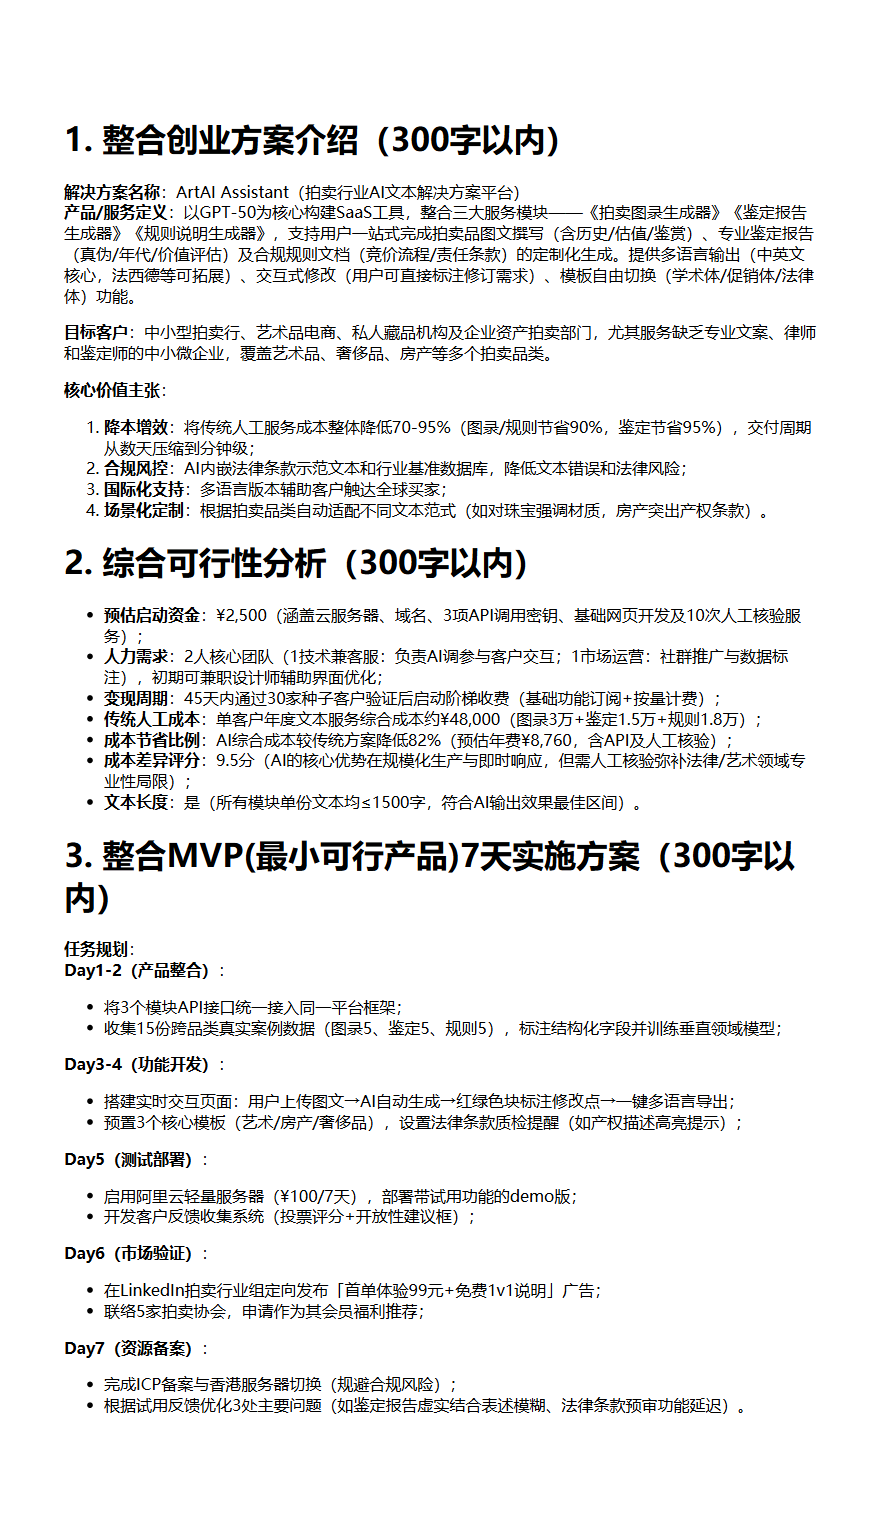 1. 整合创业方案介绍（300字以内）
解决方案名称：ArtAI Assistant（拍卖行业AI文本解决方案平台）
产品/服务定义：以GPT-50为核心构建SaaS工具，整合三大服务模块——《拍卖图录生成器》《鉴定报告
生成器》《规则说明生成器》，支持用户一站式完成拍卖品图文撰写（含历史/估值/鉴赏）、专业鉴定报告
（真伪/年代/价值评估）及合规规则文档（竞价流程/责任条款）的定制化生成。提供多语言输出（中英文
核心，法西德等可拓展）、交互式修改（用户可直接标注修订需求）、模板自由切换（学术体/促销体/法律
体）功能。
目标客户：中小型拍卖行、艺术品电商、私人藏品机构及企业资产拍卖部门，尤其服务缺乏专业文案、律师
和鉴定师的中小微企业，覆盖艺术品、奢侈品、房产等多个拍卖品类。
核心价值主张：
1. 降本增效：将传统人工服务成本整体降低70-95%（图录/规则节省90%，鉴定节省95%），交付周期
从数天压缩到分钟级；
2. 合规风控：AI内嵌法律条款示范文本和行业基准数据库，降低文本错误和法律风险；
3. 国际化支持：多语言版本辅助客户触达全球买家；
4. 场景化定制：根据拍卖品类自动适配不同文本范式（如对珠宝强调材质，房产突出产权条款）。
2. 综合可行性分析（300字以内）
• 预估启动资金：¥2,500（涵盖云服务器、域名、3项API调用密钥、基础网页开发及10次人工核验服
务）；
• 人力需求：2人核心团队（1技术兼客服：负责AI调参与客户交互；1市场运营：社群推广与数据标
注），初期可兼职设计师辅助界面优化；
• 变现周期：45天内通过30家种子客户验证后启动阶梯收费（基础功能订阅+按量计费）；
• 传统人工成本：单客户年度文本服务综合成本约¥48,000（图录3万+鉴定1.5万+规则1.8万）；
• 成本节省比例：AI综合成本较传统方案降低82%（预估年费¥8,760，含API及人工核验）；
• 成本差异评分：9.5分（AI的核心优势在规模化生产与即时响应，但需人工核验弥补法律/艺术领域专
业性局限）；
• 文本长度：是（所有模块单份文本均≤1500字，符合AI输出效果最佳区间）。
3. 整合MVP(最小可行产品)7天实施方案（300字以
内）
任务规划：
Day1-2（产品整合）：
• 将3个模块API接口统一接入同一平台框架；
• 收集15份跨品类真实案例数据（图录5、鉴定5、规则5），标注结构化字段并训练垂直领域模型；
Day3-4（功能开发）：
• 搭建实时交互页面：用户上传图文→AI自动生成→红绿色块标注修改点→一键多语言导出；
• 预置3个核心模板（艺术/房产/奢侈品），设置法律条款质检提醒（如产权描述高亮提示）；
Day5（测试部署）：
• 启用阿里云轻量服务器（¥100/7天），部署带试用功能的demo版；
• 开发客户反馈收集系统（投票评分+开放性建议框）；
Day6（市场验证）：
• 在LinkedIn拍卖行业组定向发布「首单体验99元+免费1v1说明」广告；
• 联络5家拍卖协会，申请作为其会员福利推荐；
Day7（资源备案）：
• 完成ICP备案与香港服务器切换（规避合规风险）；
• 根据试用反馈优化3处主要问题（如鉴定报告虚实结合表述模糊、法律条款预审功能延迟）。